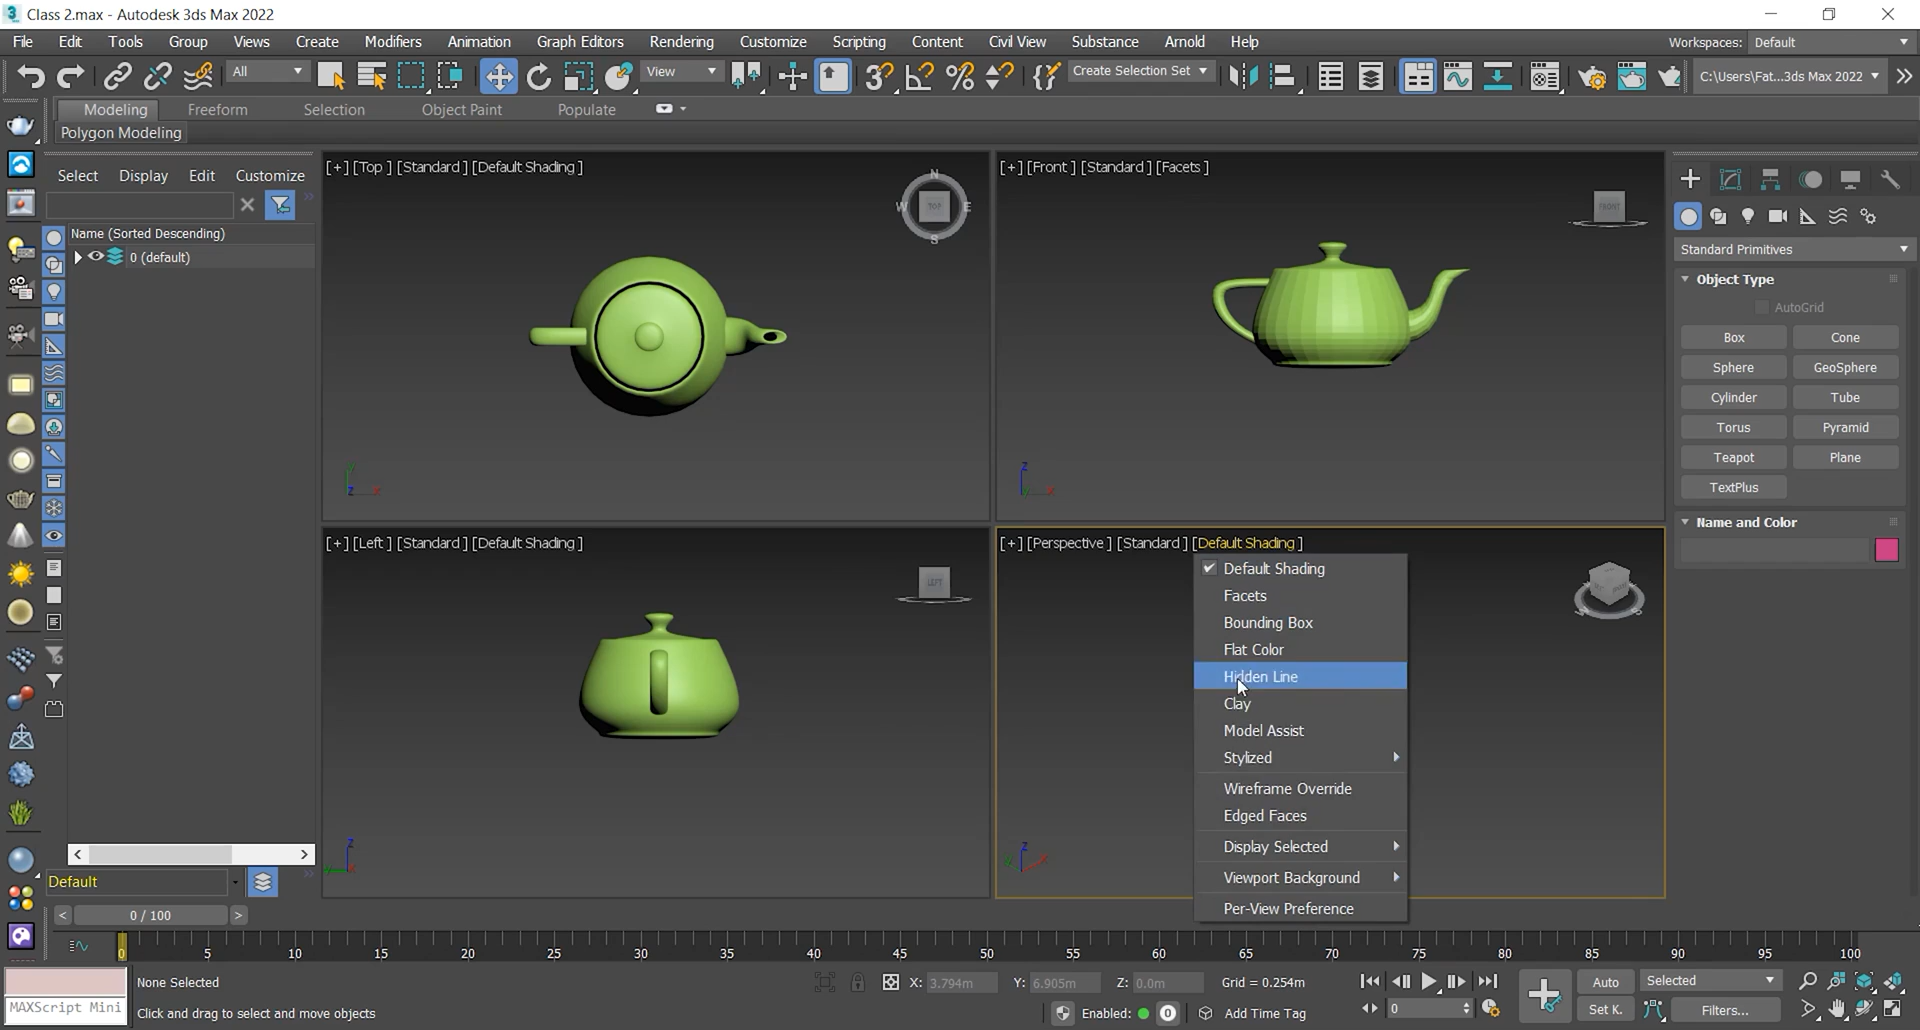 Class 2.max - Autodesk 3ds Max 2022
File Edit Tools Group Views Create Modifiers Animation Graph Editors Rendering Customize Scripting Content Civil View Substance Arnold Help
Workspaces: Default
All View Create Selection Set C:\Users\Fat...3ds Max 2022
Modeling Freeform Selection Object Paint Populate
Polygon Modeling
Select Display Edit Customize
Name (Sorted Descending)
0 (default)
[+] [Top ] [Standard ] [Default Shading ]
N
W TOP E
S
[+] [Front ] [Standard ] [Facets ]
FRONT
[+] [Left ] [Standard ] [Default Shading ]
LEFT
[+] [Perspective ] [Standard ] [Default Shading ]
Default Shading
Facets
Bounding Box
Flat Color
Hidden Line
Clay
Model Assist
Stylized
Wireframe Override
Edged Faces
Display Selected
Viewport Background
Per-View Preference
Standard Primitives
Object Type
AutoGrid
Box Cone
Sphere GeoSphere
Cylinder Tube
Torus Pyramid
Teapot Plane
TextPlus
Name and Color
Default
< 0 / 100 >
0 5 10 15 20 25 30 35 40 45 50 55 60 65 70 75 80 85 90 95 100
None Selected
X: 3.794m Y: 6.905m Z: 0.0m Grid = 0.254m
Auto Selected
MAXScript Mini
Click and drag to select and move objects
Enabled: 0 Add Time Tag
0
Set K. Filters...